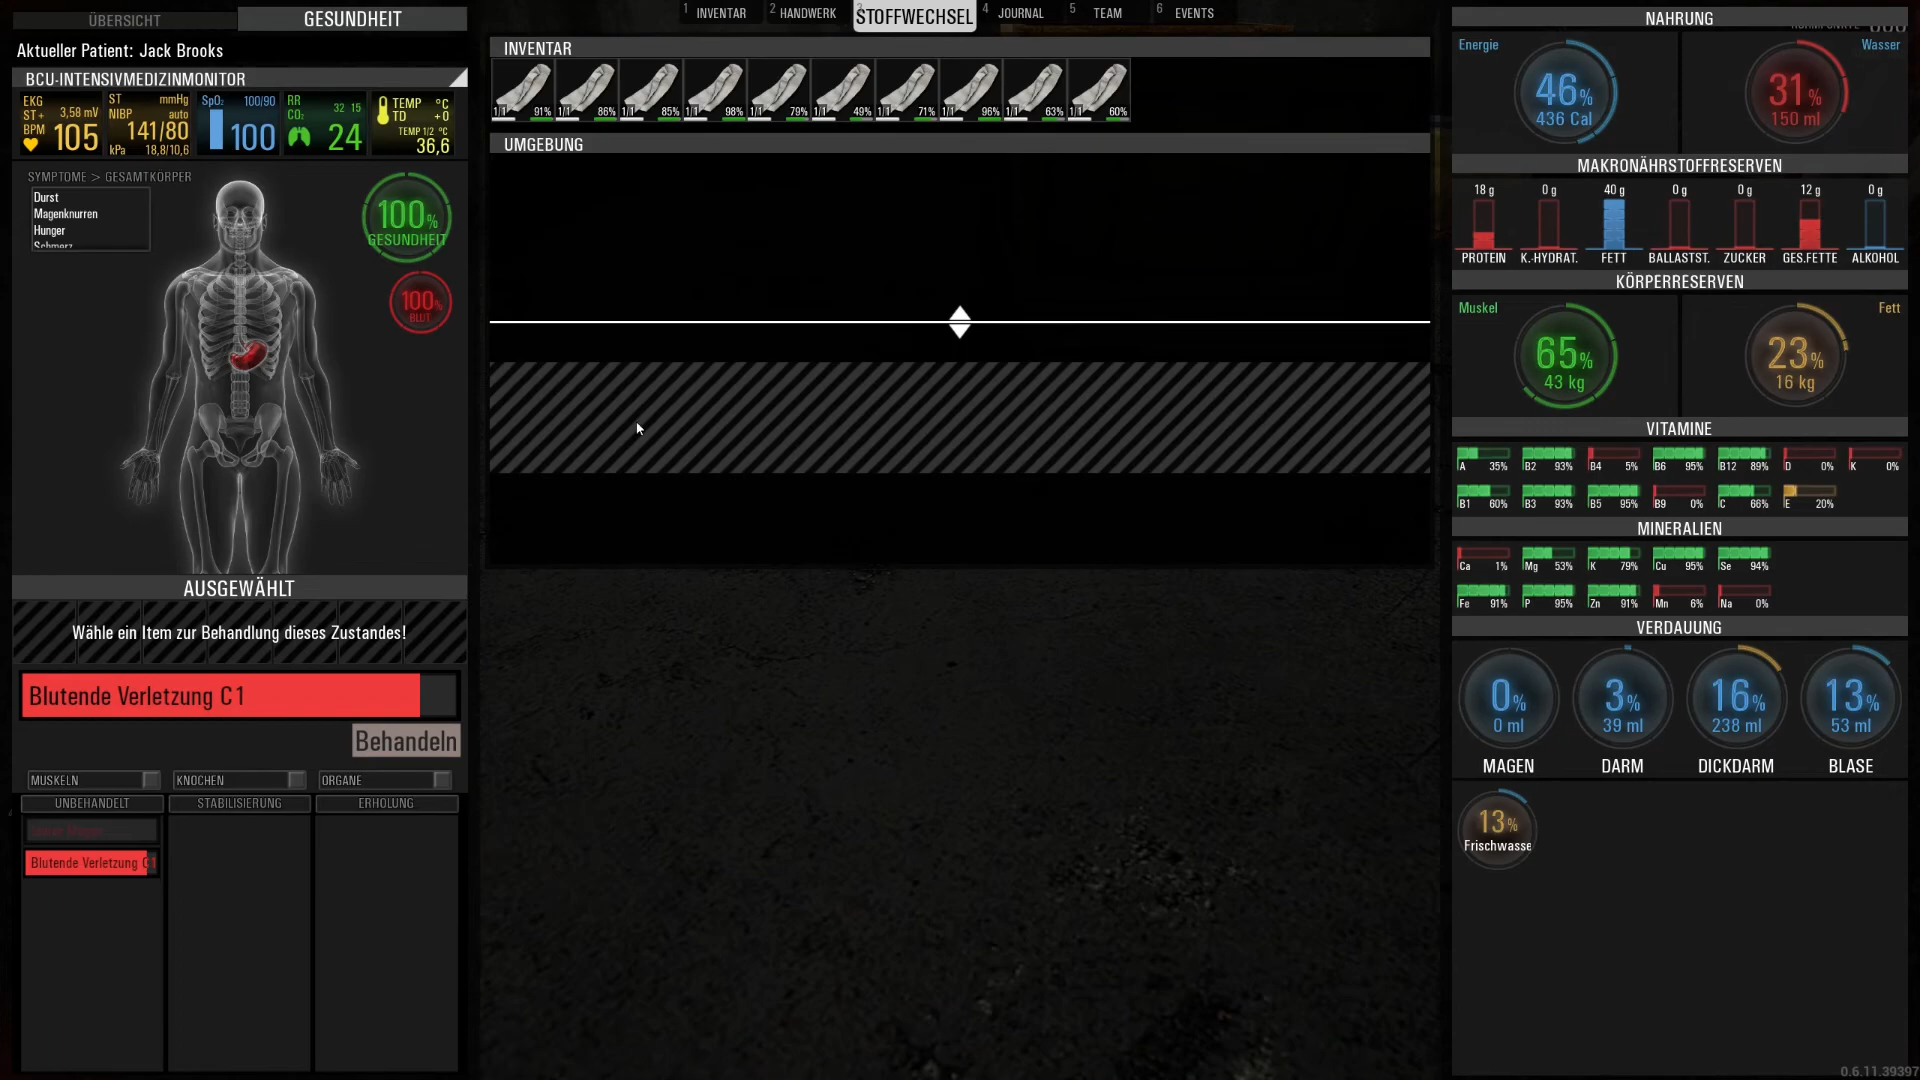 ÜBERSICHT
GESUNDHEIT
Aktueller Patient: Jack Brooks
BCU-INTENSIVMEDIZINMONITOR
EKG
ST+
3,58 mV
BPM
105
ST
mmHg
NIBP
auto
141/80
kPa
18,8/10,6
SpO₂
100/90
100
RR
32 15
CO₂
24
TEMP °C
TD +0
TEMP 1/2 °C
36,6
SYMPTOME > GESAMTKÖRPER
Durst
Magenknurren
Hunger
Schmerz
100%
GESUNDHEIT
100%
BLUT
AUSGEWÄHLT
Wähle ein Item zur Behandlung dieses Zustandes!
Blutende Verletzung C1
Behandeln
MUSKELN
KNOCHEN
ORGANE
UNBEHANDELT
STABILISIERUNG
ERHOLUNG
Blutende Verletzung C1
1 INVENTAR
2 HANDWERK
3 STOFFWECHSEL
4 JOURNAL
5 TEAM
6 EVENTS
INVENTAR
1/1 91%
1/1 86%
1/1 85%
1/1 98%
1/1 79%
1/1 49%
1/1 71%
1/1 96%
1/1 63%
1/1 60%
UMGEBUNG
NAHRUNG
Energie
46%
436 Cal
Wasser
31%
150 ml
MAKRONÄHRSTOFFRESERVEN
18 g
0 g
40 g
0 g
0 g
12 g
0 g
PROTEIN
K.-HYDRAT.
FETT
BALLASTST.
ZUCKER
GES.FETTE
ALKOHOL
KÖRPERRESERVEN
Muskel
65%
43 kg
Fett
23%
16 kg
VITAMINE
A 35%
B2 93%
B4 5%
B6 95%
B12 89%
D 0%
K 0%
B1 60%
B3 93%
B5 95%
B9 0%
C 66%
E 20%
MINERALIEN
Ca 1%
Mg 53%
K 79%
Cu 95%
Se 94%
Fe 91%
P 95%
Zn 91%
Mn 6%
Na 0%
VERDAUUNG
0%
0 ml
3%
39 ml
16%
238 ml
13%
53 ml
MAGEN
DARM
DICKDARM
BLASE
13%
Frischwasse
0.6.11.39397